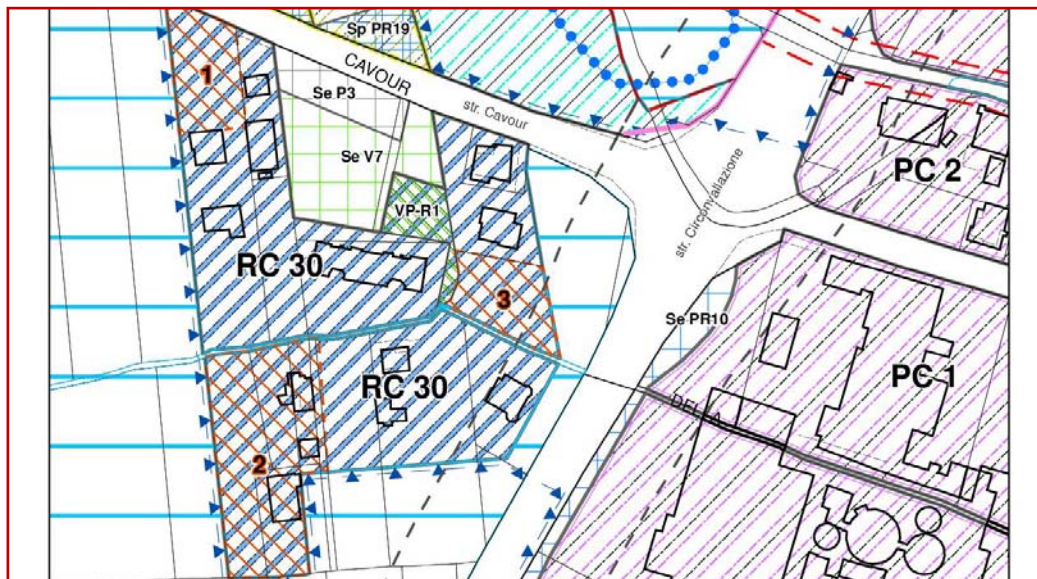 Sp PR19
CAVOUR
str. Cavour
1
Se P3
Se V7
VP-R1
PC 2
str. Circonvallazione
RC 30
3
Se PR10
RC 30
PC 1
DELLA
2